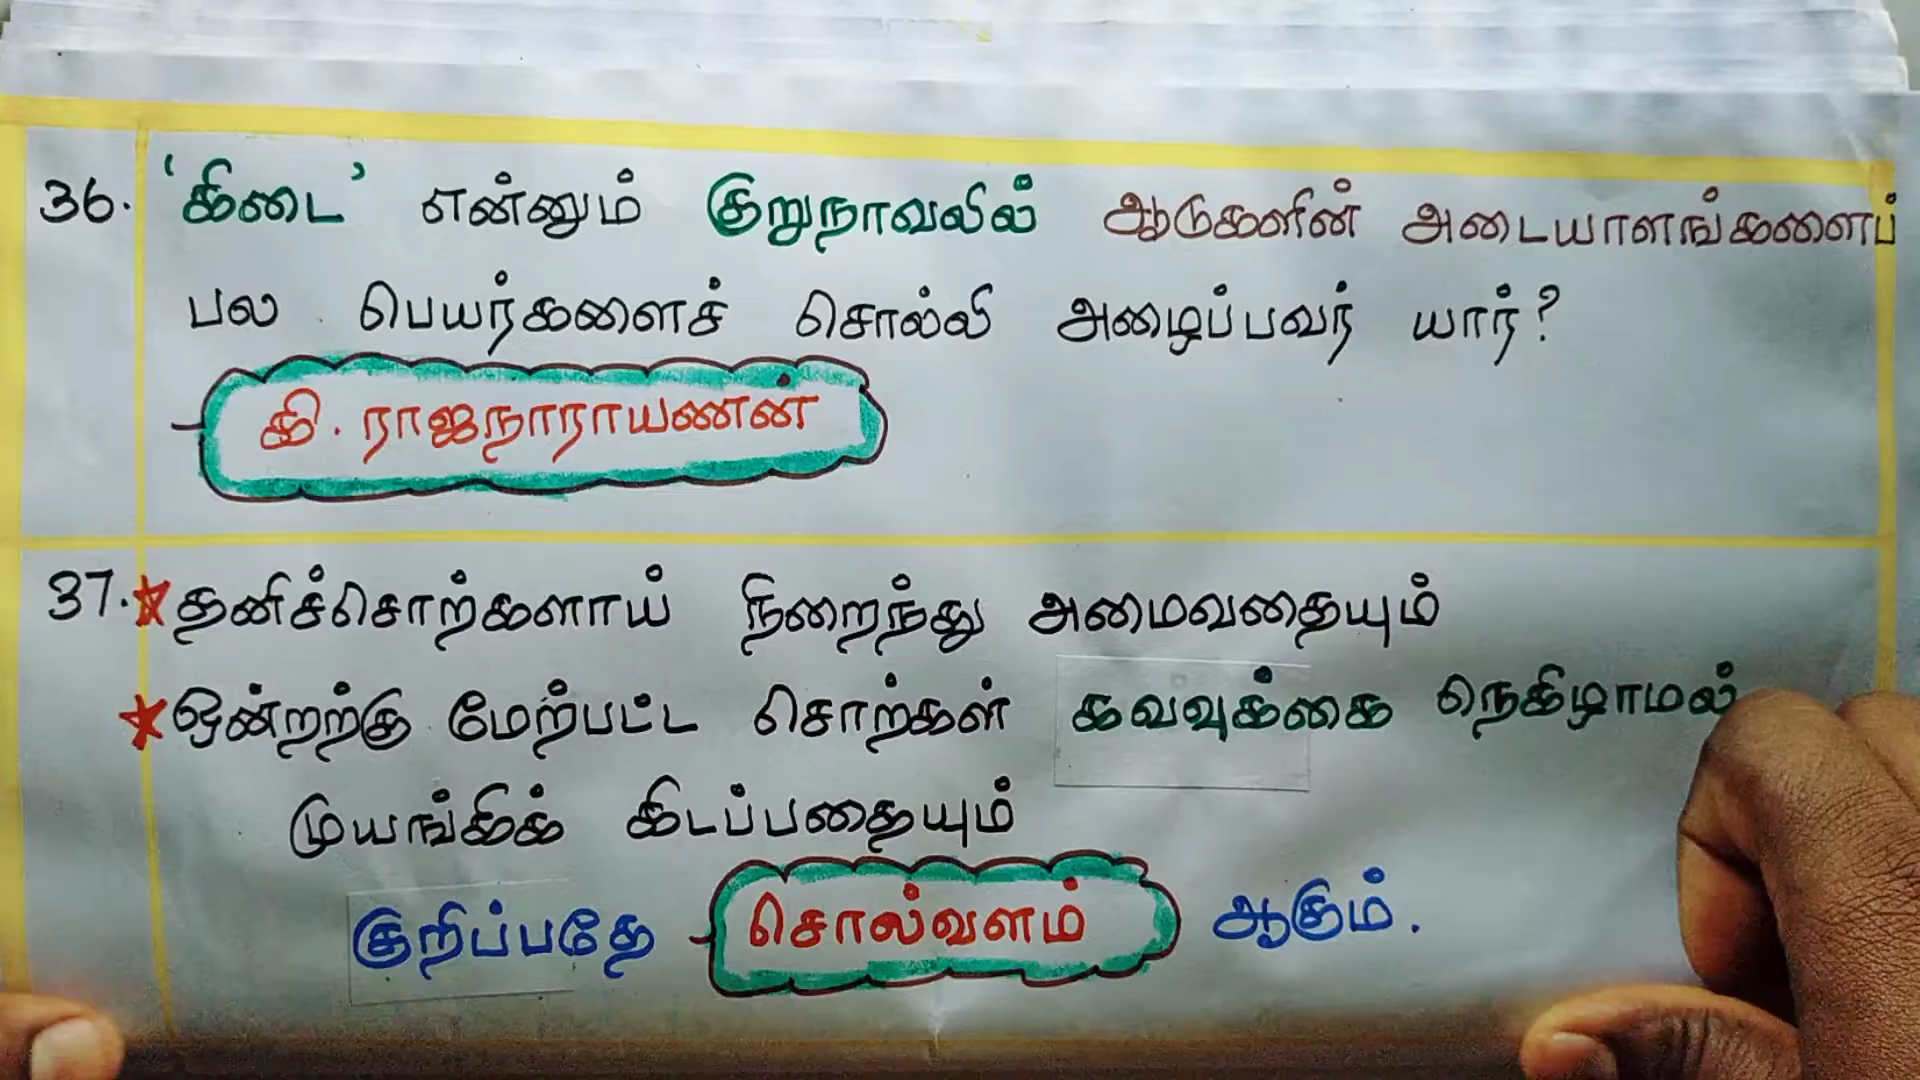 36. 'கிடை' என்னும் குறுநாவலில் ஆடுகளின் அடையாளங்களைப்
பல பெயர்களைச் சொல்லி அழைப்பவர் யார்?
- கி. ராஜநாராயணன்
37. ★ தனிச்சொற்களாய் நிறைந்து அமைவதையும்
★ ஒன்றற்கு மேற்பட்ட சொற்கள் கவவுக்கை நெகிழாமல்
முயங்கிக் கிடப்பதையும்
குறிப்பதே - சொல்வளம் ஆகும்.